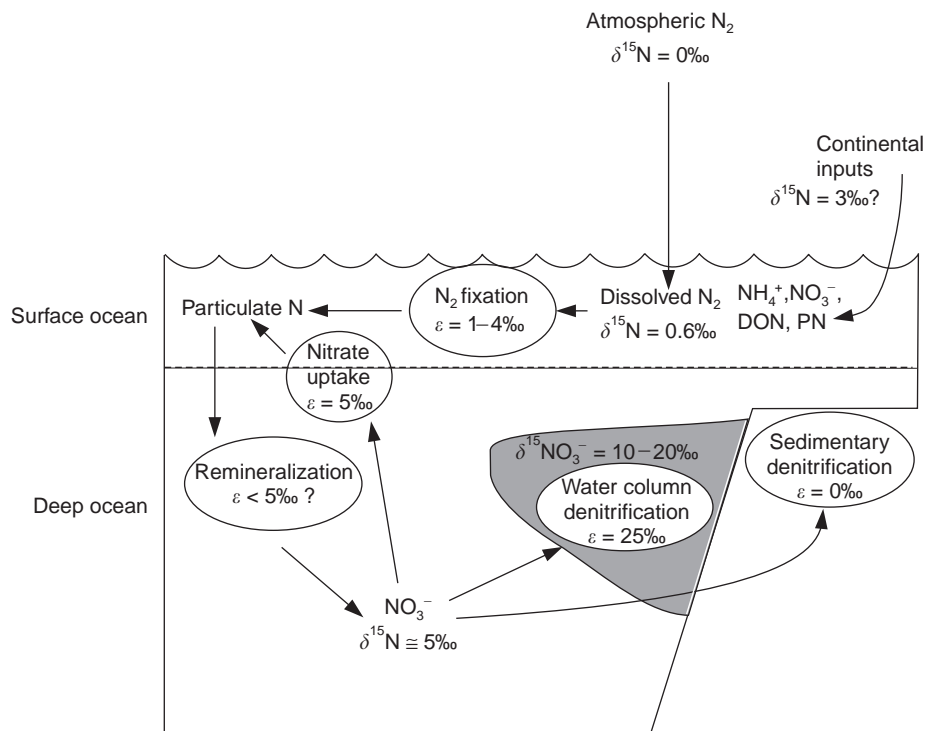 Atmospheric N₂
δ¹⁵N = 0‰
Continental
inputs
δ¹⁵N = 3‰?
Surface ocean
Particulate N
N₂ fixation
ε = 1–4‰
Dissolved N₂
δ¹⁵N = 0.6‰
NH₄⁺,NO₃⁻,
DON, PN
Nitrate
uptake
ε = 5‰
Deep ocean
Remineralization
ε < 5‰ ?
δ¹⁵NO₃⁻ = 10–20‰
Water column
denitrification
ε = 25‰
Sedimentary
denitrification
ε = 0‰
NO₃⁻
δ¹⁵N ≅ 5‰